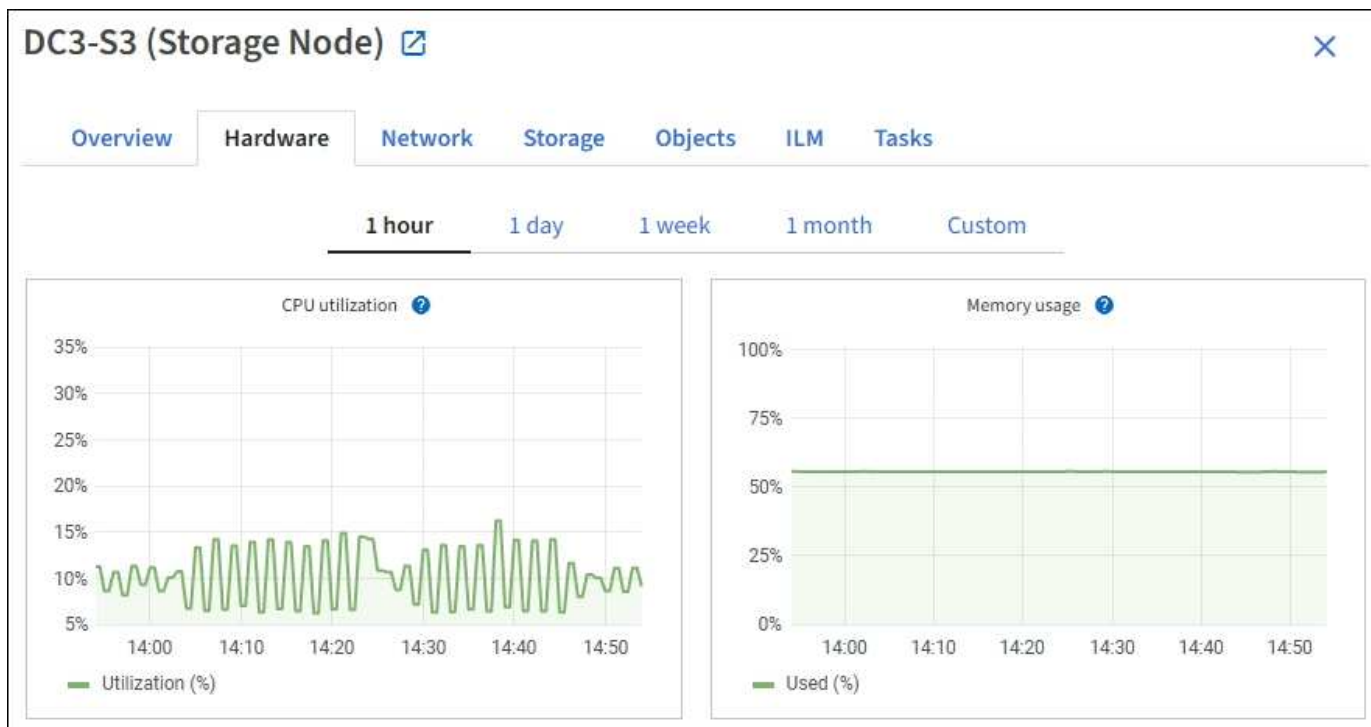 DC3-S3 (Storage Node)
Overview Hardware Network Storage Objects ILM Tasks
1 hour 1 day 1 week 1 month Custom
CPU utilization ?
35%
30%
25%
20%
15%
10%
5%
14:00 14:10 14:20 14:30 14:40 14:50
Utilization (%)
Memory usage ?
100%
75%
50%
25%
0%
14:00 14:10 14:20 14:30 14:40 14:50
Used (%)